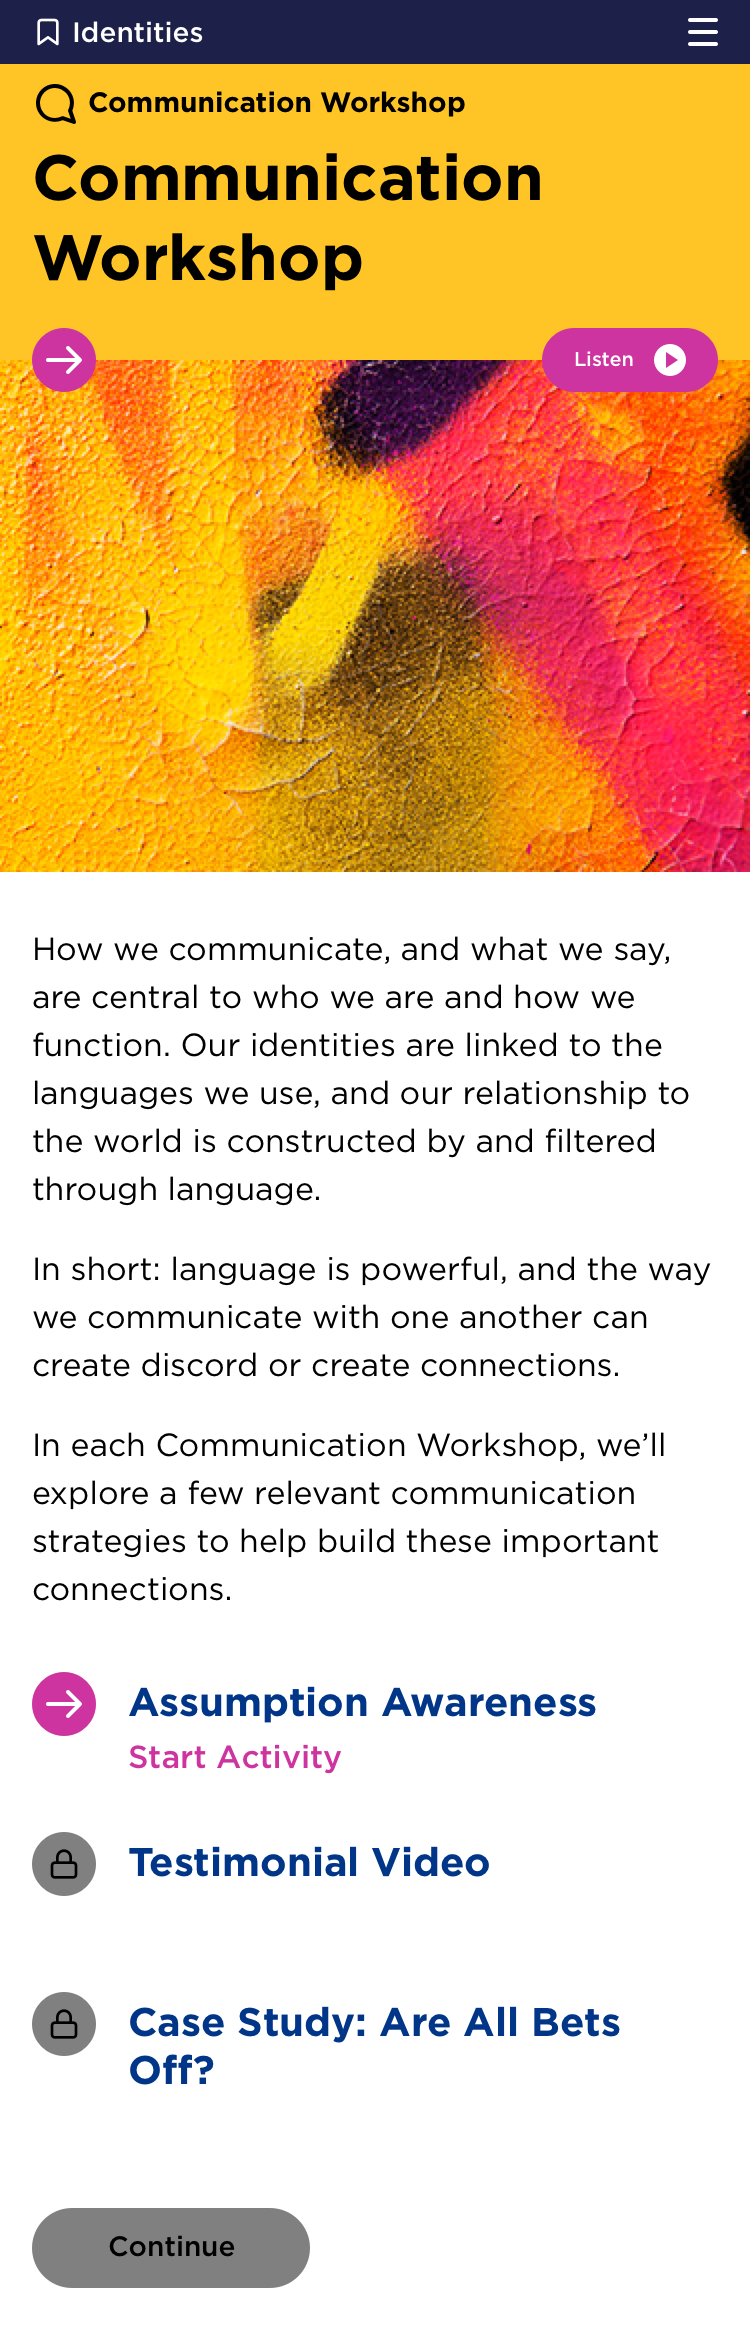 Identities
Communication Workshop
Communication
Workshop
Listen
How we communicate, and what we say,
are central to who we are and how we
function. Our identities are linked to the
languages we use, and our relationship to
the world is constructed by and filtered
through language.
In short: language is powerful, and the way
we communicate with one another can
create discord or create connections.
In each Communication Workshop, we’ll
explore a few relevant communication
strategies to help build these important
connections.
Assumption Awareness
Start Activity
Testimonial Video
Case Study: Are All Bets
Off?
Continue